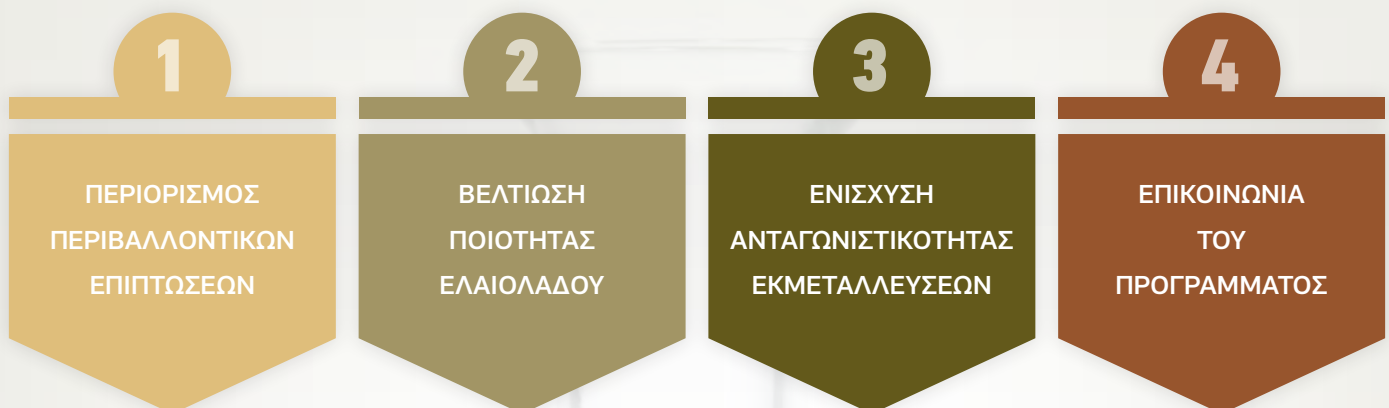 1
ΠΕΡΙΟΡΙΣΜΟΣ
ΠΕΡΙΒΑΛΛΟΝΤΙΚΩΝ
ΕΠΙΠΤΩΣΕΩΝ
2
ΒΕΛΤΙΩΣΗ
ΠΟΙΟΤΗΤΑΣ
ΕΛΑΙΟΛΑΔΟΥ
3
ΕΝΙΣΧΥΣΗ
ΑΝΤΑΓΩΝΙΣΤΙΚΟΤΗΤΑΣ
ΕΚΜΕΤΑΛΛΕΥΣΕΩΝ
4
ΕΠΙΚΟΙΝΩΝΙΑ
ΤΟΥ
ΠΡΟΓΡΑΜΜΑΤΟΣ